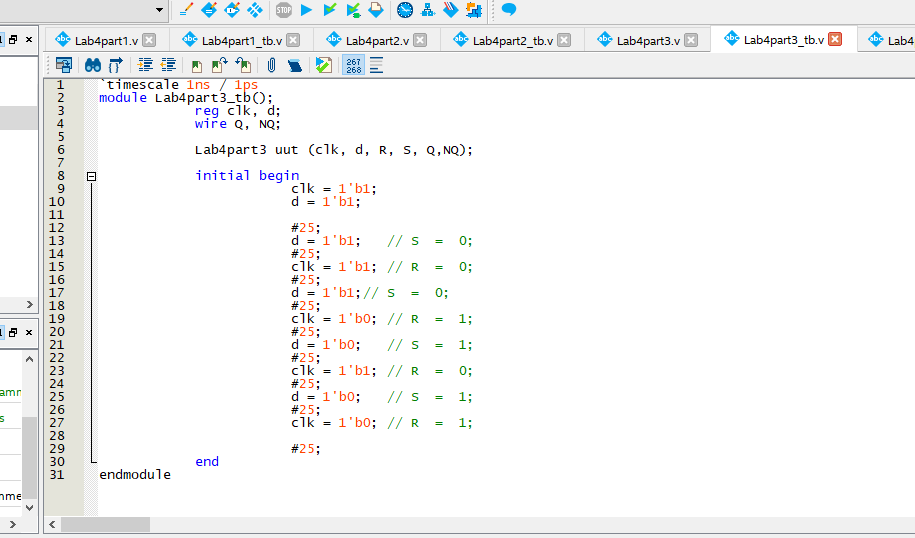 STOP
Lab4part1.v
Lab4part1_tb.v
Lab4part2.v
Lab4part2_tb.v
Lab4part3.v
Lab4part3_tb.v
Lab4
267
268
1 `timescale 1ns / 1ps
2 module Lab4part3_tb();
3 reg clk, d;
4 wire Q, NQ;
5
6 Lab4part3 uut (clk, d, R, S, Q,NQ);
7
8 initial begin
9 clk = 1'b1;
10 d = 1'b1;
11
12 #25;
13 d = 1'b1; // S = 0;
14 #25;
15 clk = 1'b1; // R = 0;
16 #25;
17 d = 1'b1;// S = 0;
18 #25;
19 clk = 1'b0; // R = 1;
20 #25;
21 d = 1'b0; // S = 1;
22 #25;
23 clk = 1'b1; // R = 0;
24 #25;
25 d = 1'b0; // S = 1;
26 #25;
27 clk = 1'b0; // R = 1;
28
29 #25;
30 end
31 endmodule